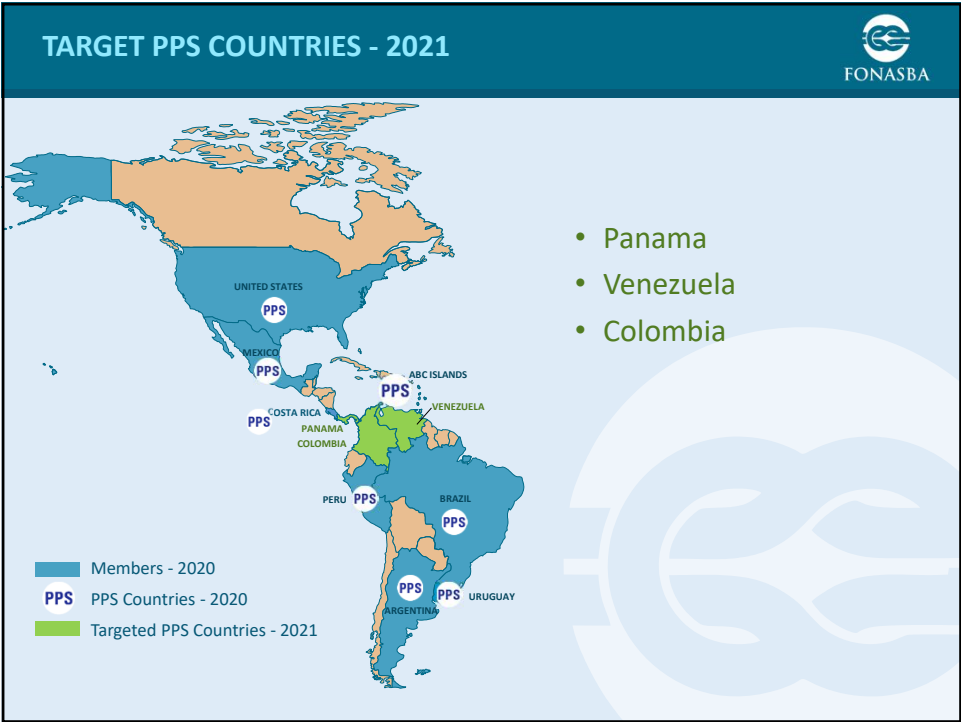 TARGET PPS COUNTRIES - 2021
FONASBA
• Panama
• Venezuela
• Colombia
UNITED STATES
PPS
MEXICO
PPS
ABC ISLANDS
PPS
VENEZUELA
COSTA RICA
PPS
PANAMA
COLOMBIA
PERU PPS
BRAZIL
PPS
PPS
ARGENTINA
PPS URUGUAY
Members - 2020
PPS PPS Countries - 2020
Targeted PPS Countries - 2021